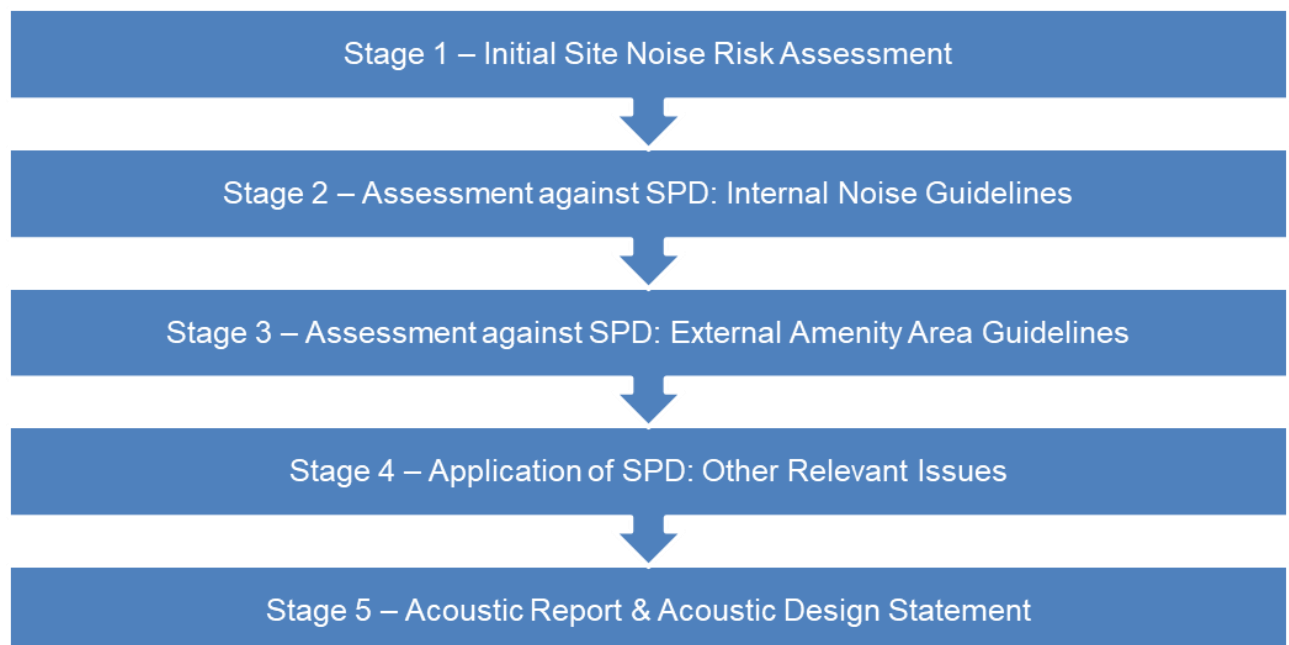 Stage 1 – Initial Site Noise Risk Assessment
Stage 2 – Assessment against SPD: Internal Noise Guidelines
Stage 3 – Assessment against SPD: External Amenity Area Guidelines
Stage 4 – Application of SPD: Other Relevant Issues
Stage 5 – Acoustic Report & Acoustic Design Statement